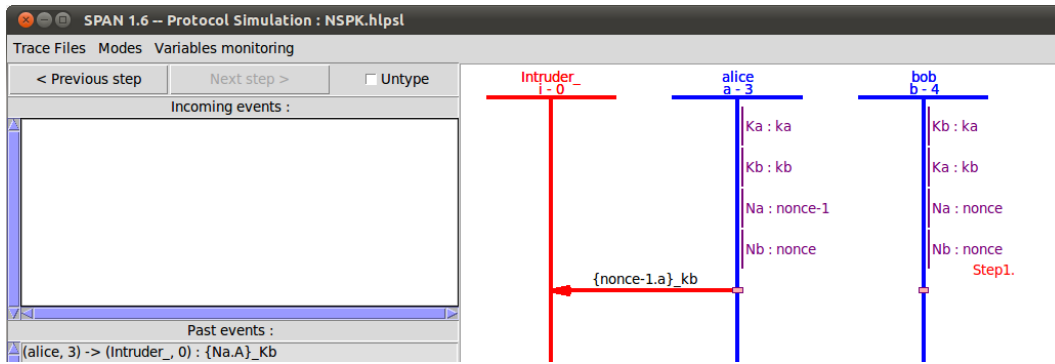 SPAN 1.6 -- Protocol Simulation : NSPK.hlpsl
Trace Files Modes Variables monitoring
< Previous step Next step > Untype
Incoming events :
Past events :
(alice, 3) -> (Intruder_, 0) : {Na.A}_Kb
Intruder_ alice bob
i - 0 a - 3 b - 4
Ka : ka Kb : ka
Kb : kb Ka : kb
Na : nonce-1 Na : nonce
Nb : nonce Nb : nonce
Step1.
{nonce-1.a}_kb